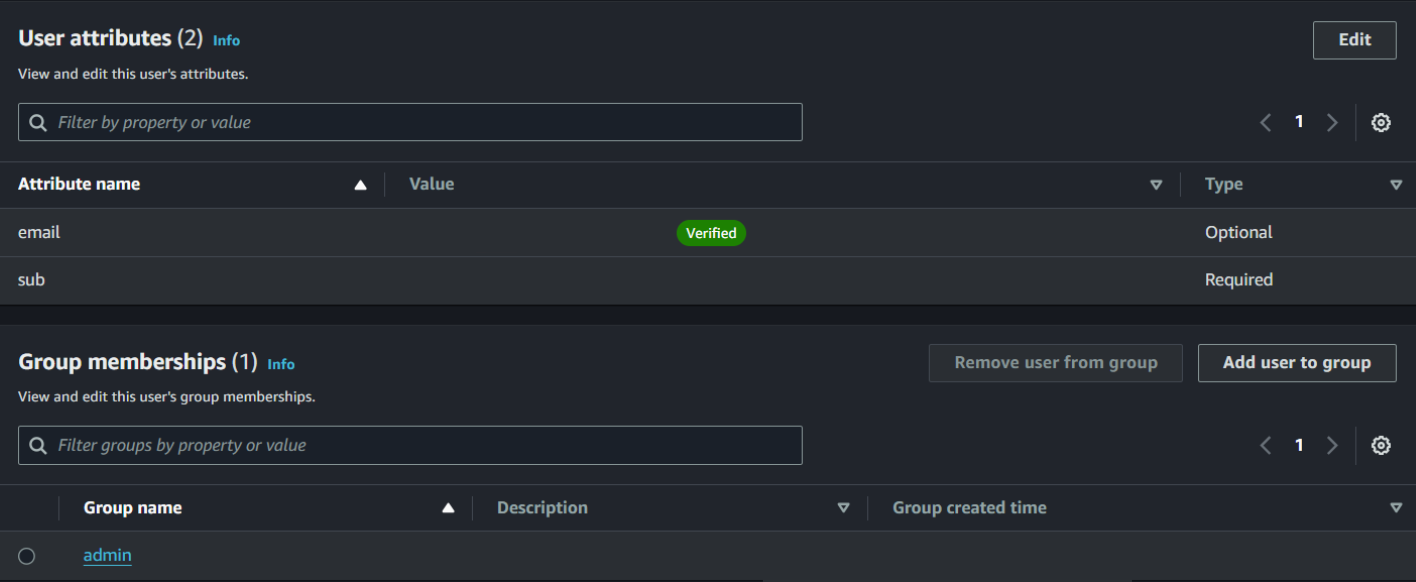 User attributes (2) Info
Edit
View and edit this user's attributes.
Filter by property or value
1
Attribute name Value Type
email Verified Optional
sub Required
Group memberships (1) Info
Remove user from group Add user to group
View and edit this user's group memberships.
Filter groups by property or value
1
Group name Description Group created time
admin